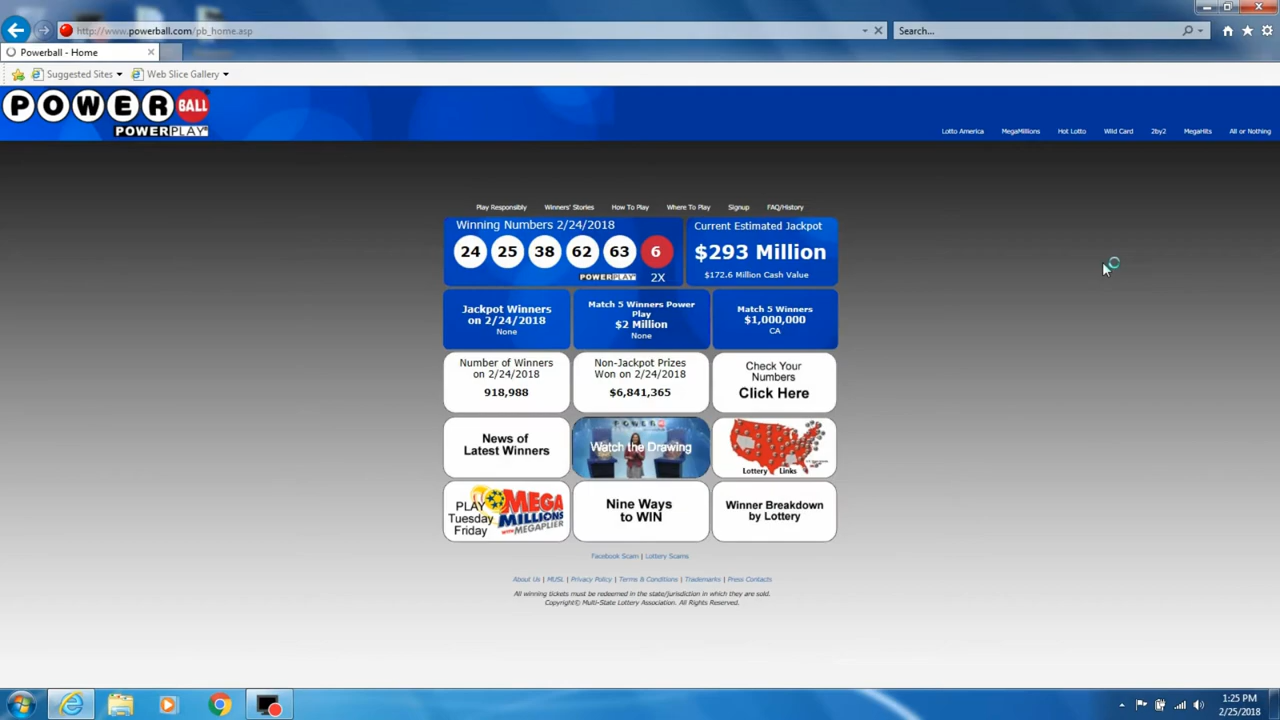 http://www.powerball.com/pb_home.asp
Search...
Powerball - Home
Suggested Sites
Web Slice Gallery
POWERBALL
POWERPLAY
Lotto America MegaMillions Hot Lotto Wild Card 2by2 MegaHits All or Nothing
Play Responsibly Winners' Stories How To Play Where To Play Signup FAQ/History
Winning Numbers 2/24/2018
24 25 38 62 63 6
POWERPLAY 2X
Current Estimated Jackpot
$293 Million
$172.6 Million Cash Value
Jackpot Winners
on 2/24/2018
None
Match 5 Winners Power
Play
$2 Million
None
Match 5 Winners
$1,000,000
CA
Number of Winners
on 2/24/2018
918,988
Non-Jackpot Prizes
Won on 2/24/2018
$6,841,365
Check Your
Numbers
Click Here
News of
Latest Winners
POWER
Watch the Drawing
Lottery Links
PLAY
Tuesday
Friday
MEGA
MILLIONS
WITH MEGAPLIER
Nine Ways
to WIN
Winner Breakdown
by Lottery
Facebook Scam | Lottery Scams
About Us | MUSL | Privacy Policy | Terms & Conditions | Trademarks | Press Contacts
All winning tickets must be redeemed in the state/jurisdiction in which they are sold.
Copyright© Multi-State Lottery Association. All Rights Reserved.
1:25 PM
2/25/2018